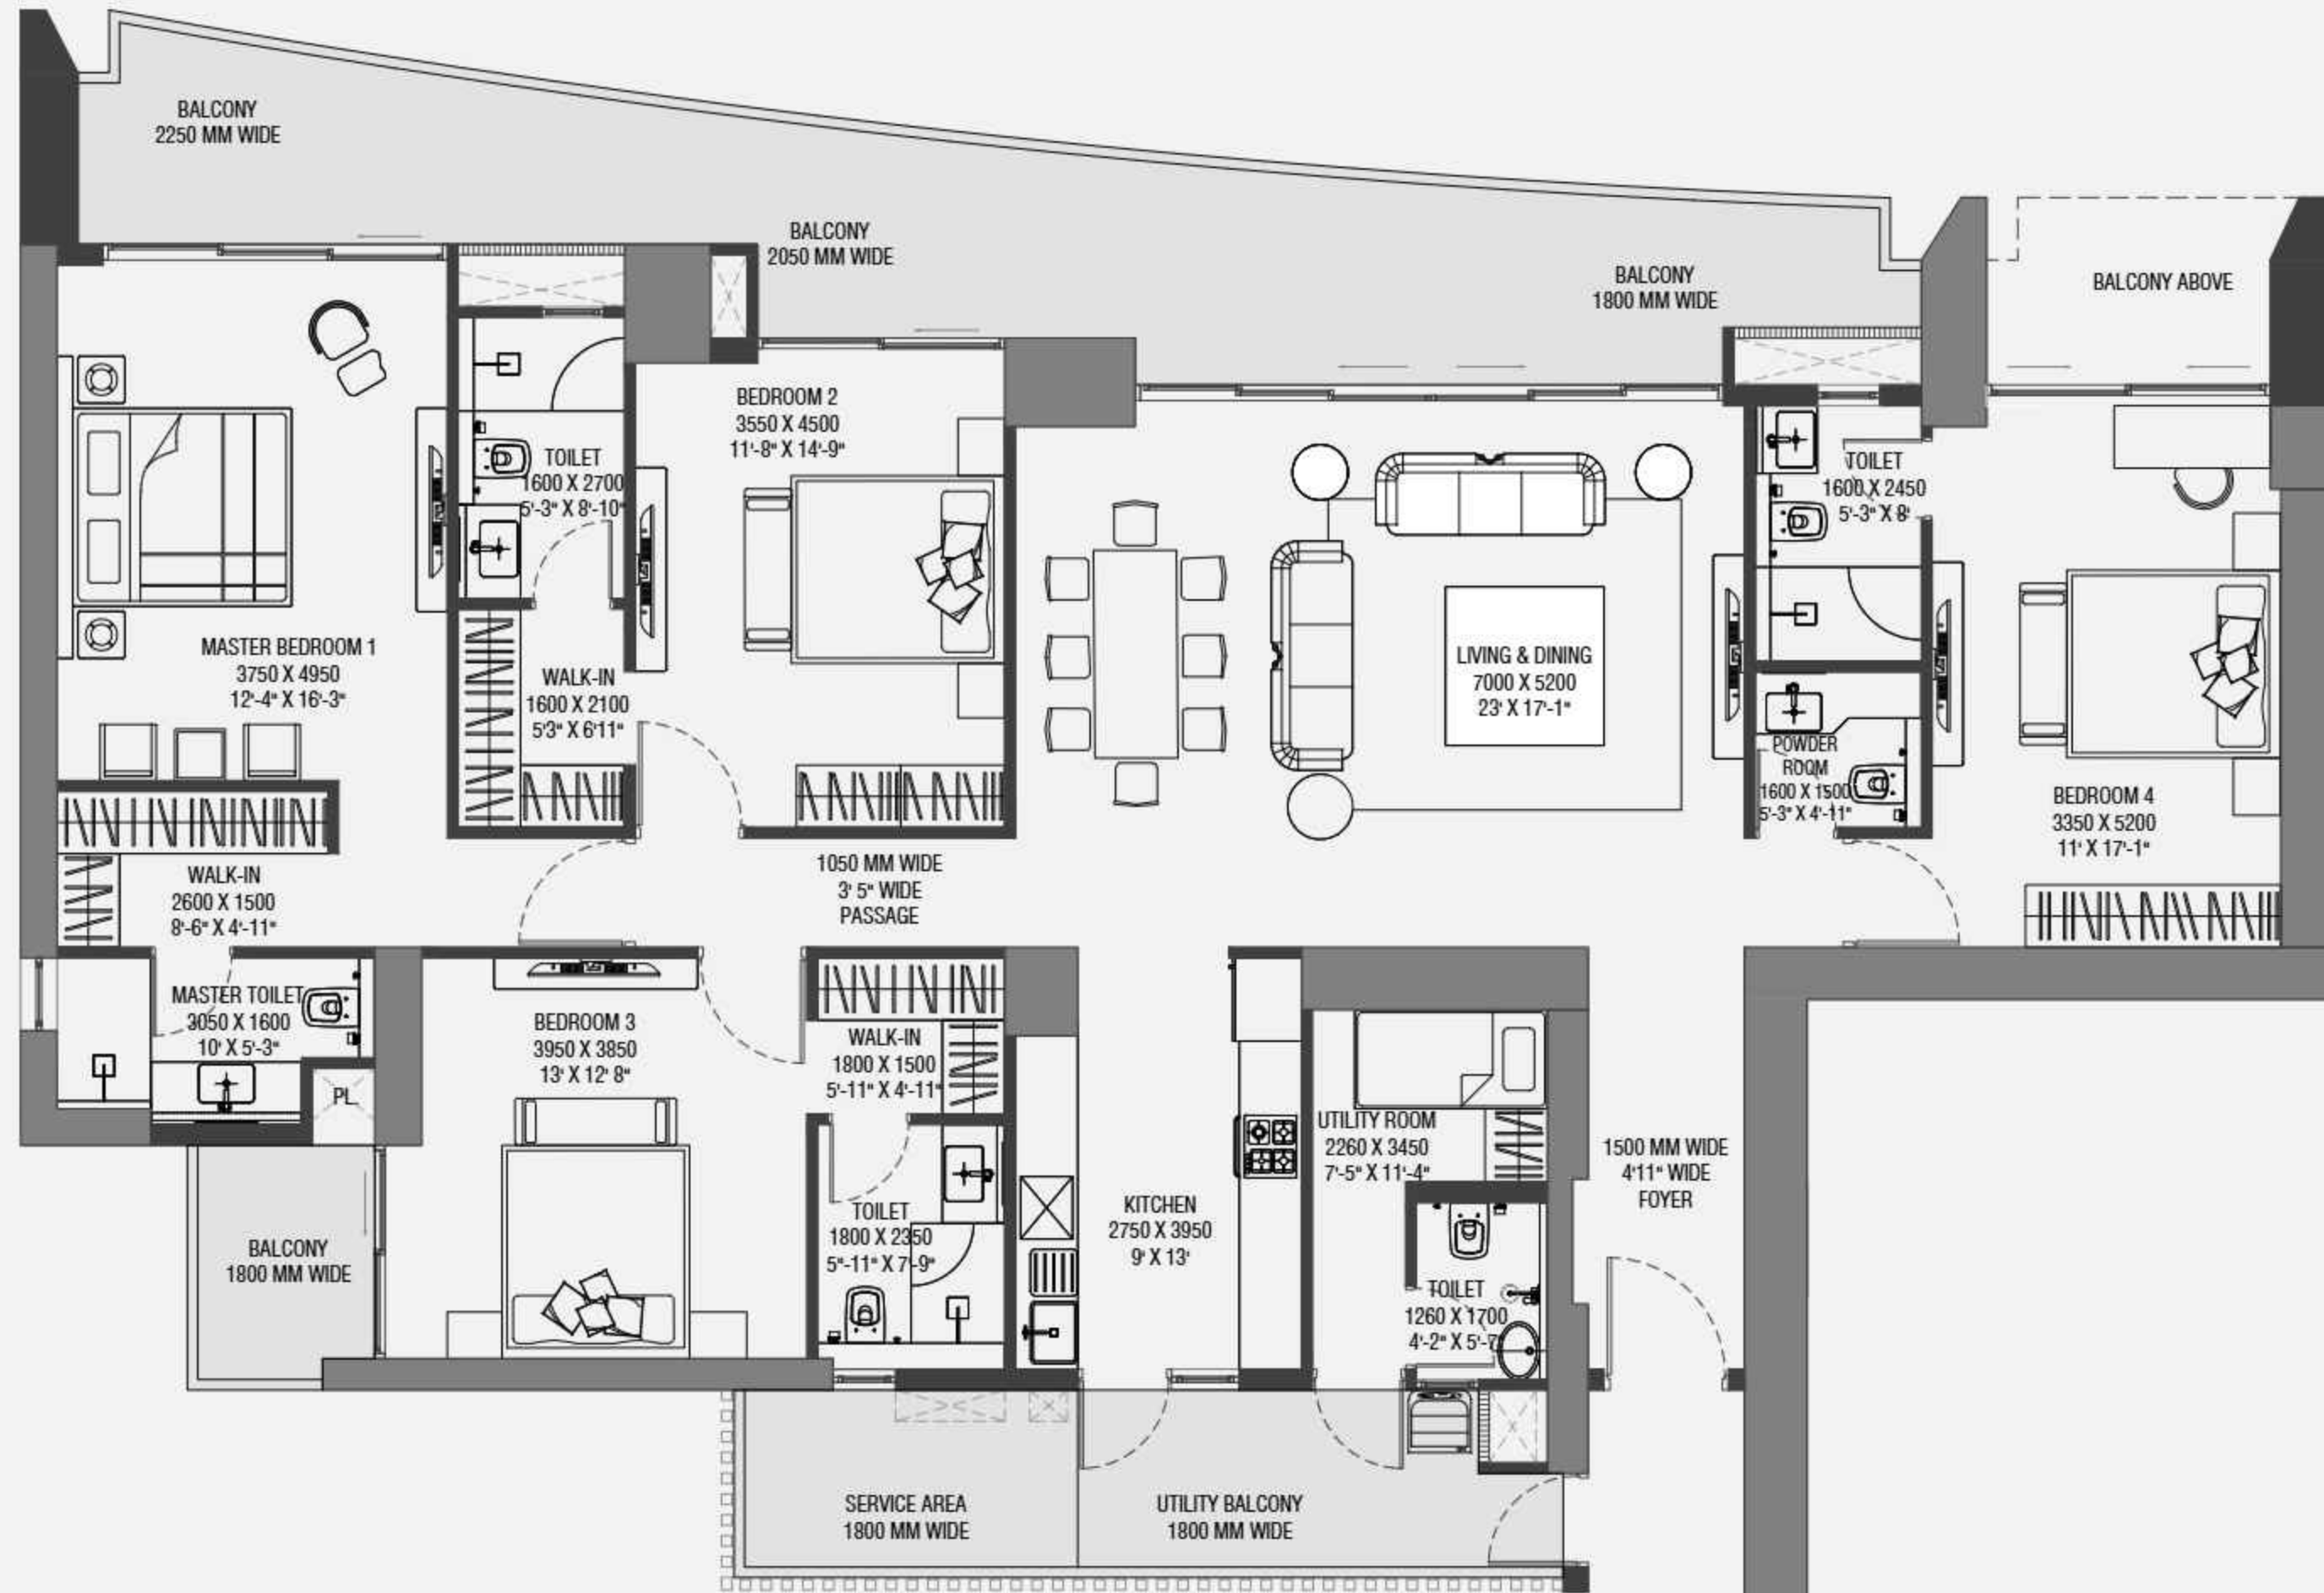 BALCONY
2250 MM WIDE
BALCONY
2050 MM WIDE
BALCONY
1800 MM WIDE
BALCONY ABOVE
BEDROOM 2
3550 X 4500
11'-8" X 14'-9"
TOILET
1600 X 2700
5'-3" X 8'-10"
TOILET
1600 X 2450
5'-3" X 8'
MASTER BEDROOM 1
3750 X 4950
12'-4" X 16'-3"
WALK-IN
1600 X 2100
5'3" X 6'11"
LIVING & DINING
7000 X 5200
23' X 17'-1"
POWDER
ROOM
1600 X 1500
5'-3" X 4'-11"
BEDROOM 4
3350 X 5200
11' X 17'-1"
WALK-IN
2600 X 1500
8'-6" X 4'-11"
1050 MM WIDE
3' 5" WIDE
PASSAGE
MASTER TOILET
3050 X 1600
10' X 5'-3"
PL
BEDROOM 3
3950 X 3850
13' X 12' 8"
WALK-IN
1800 X 1500
5'-11" X 4'-11"
UTILITY ROOM
2260 X 3450
7'-5" X 11'-4"
1500 MM WIDE
4'11" WIDE
FOYER
KITCHEN
2750 X 3950
9' X 13'
TOILET
1800 X 2350
5"-11" X 7'-9"
BALCONY
1800 MM WIDE
TOILET
1260 X 1700
4'-2" X 5'-7"
SERVICE AREA
1800 MM WIDE
UTILITY BALCONY
1800 MM WIDE